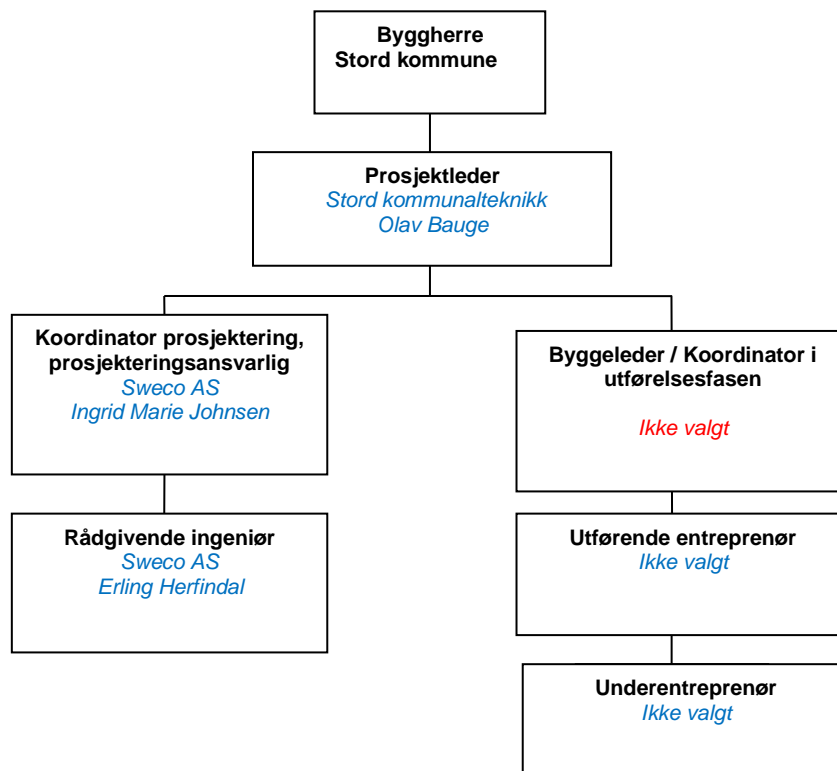 Byggherre
Stord kommune
Prosjektleder
Stord kommunalteknikk
Olav Bauge
Koordinator prosjektering,
prosjekteringsansvarlig
Sweco AS
Ingrid Marie Johnsen
Byggeleder / Koordinator i
utførelsesfasen
Ikke valgt
Rådgivende ingeniør
Sweco AS
Erling Herfindal
Utførende entreprenør
Ikke valgt
Underentreprenør
Ikke valgt